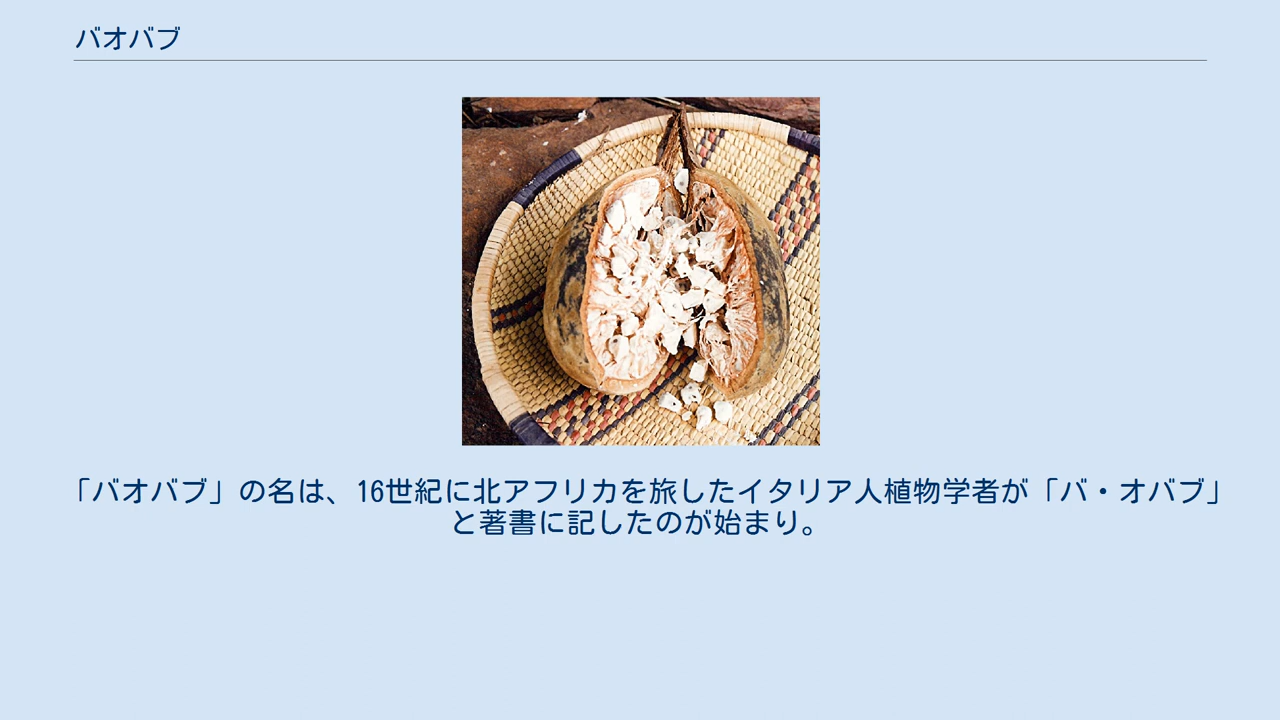 バオバブ
「バオバブ」の名は、16世紀に北アフリカを旅したイタリア人植物学者が「バ・オバブ」
と著書に記したのが始まり。